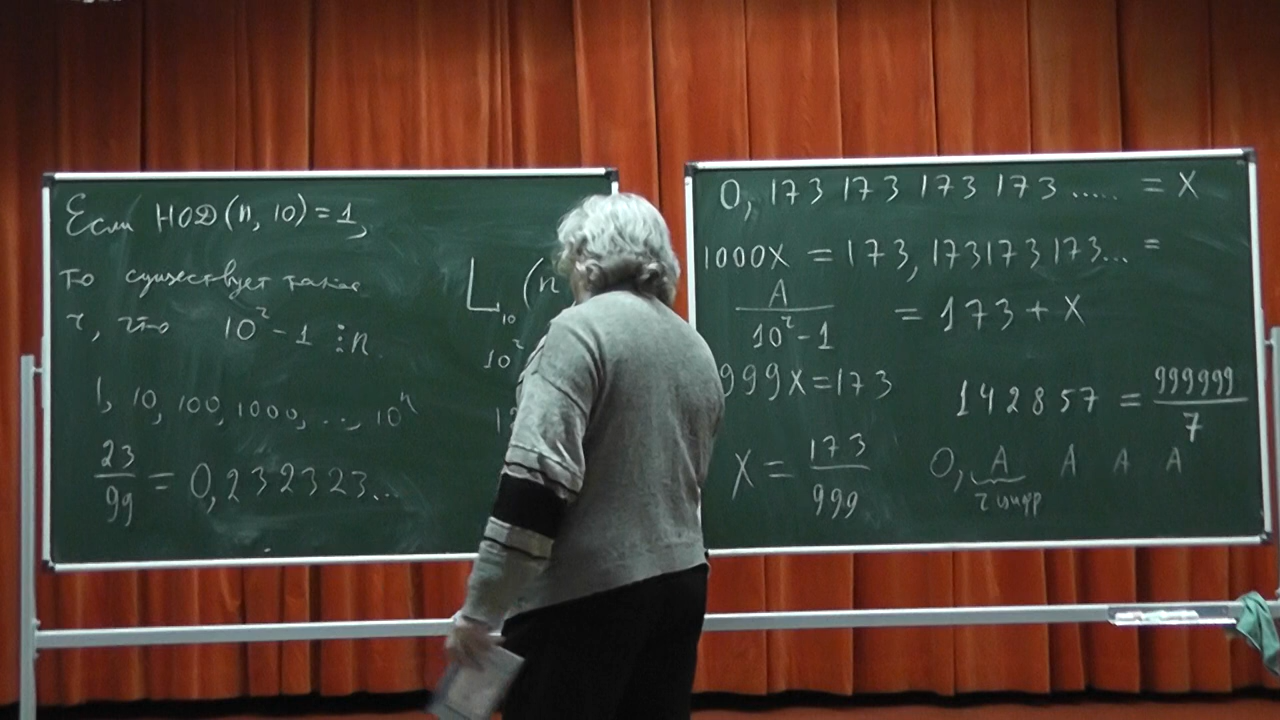 Если НОД(n, 10) = 1,
то существует такое
r, что 10^r - 1 ⋮ n.
1, 10, 100, 1000, ..., 10^n
23/99 = 0,232323...
L_10 (n
10^r
0, 173 173 173 173 ..... = X
1000X = 173, 173173173... =
A/(10^r - 1) = 173 + X
999X = 173
142857 = 999999/7
X = 173/999
0, A A A A
r цифр